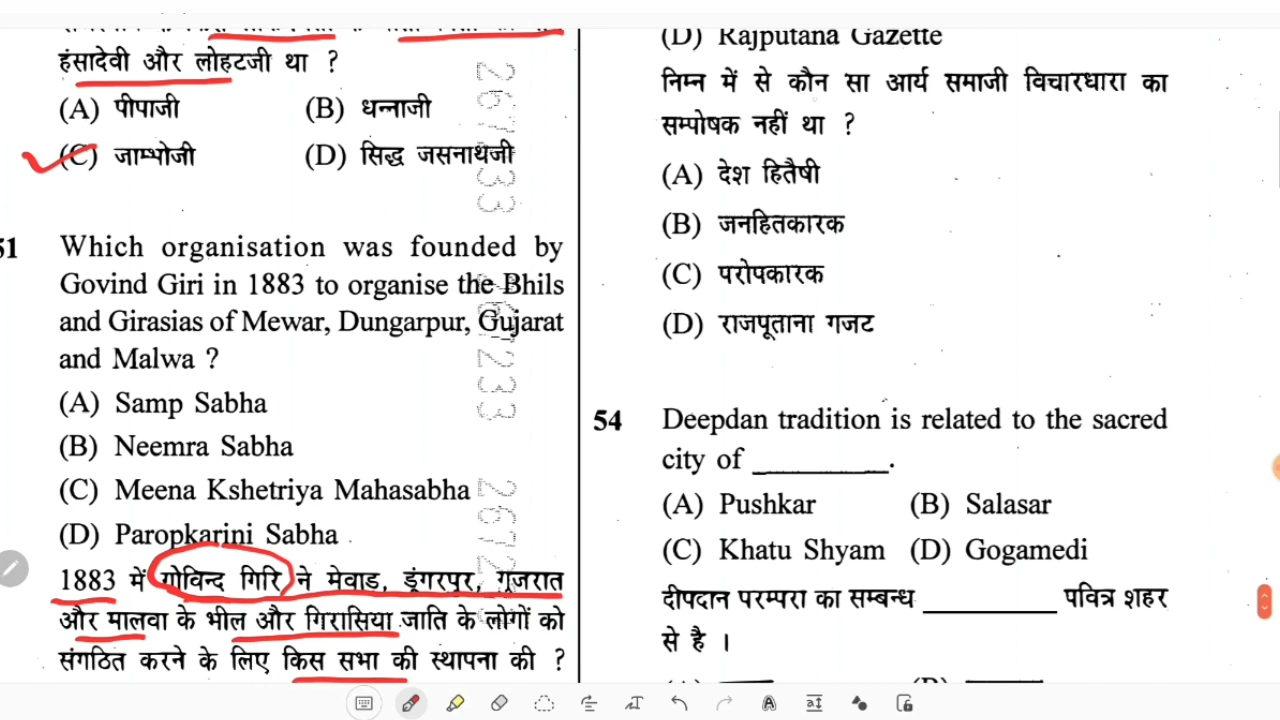 हंसादेवी और लोहटजी था ?
(A) पीपाजी (B) धन्नाजी
(C) जाम्भोजी (D) सिद्ध जसनाथजी
51 Which organisation was founded by
Govind Giri in 1883 to organise the Bhils
and Girasias of Mewar, Dungarpur, Gujarat
and Malwa ?
(A) Samp Sabha
(B) Neemra Sabha
(C) Meena Kshetriya Mahasabha
(D) Paropkarini Sabha
1883 में गोविन्द गिरि ने मेवाड, डूंगरपुर, गुजरात
और मालवा के भील और गिरासिया जाति के लोगों को
संगठित करने के लिए किस सभा की स्थापना की ?
(D) Rajputana Gazette
निम्न में से कौन सा आर्य समाजी विचारधारा का
सम्पोषक नहीं था ?
(A) देश हितैषी
(B) जनहितकारक
(C) परोपकारक
(D) राजपूताना गजट
54 Deepdan tradition is related to the sacred
city of __________.
(A) Pushkar (B) Salasar
(C) Khatu Shyam (D) Gogamedi
दीपदान परम्परा का सम्बन्ध __________ पवित्र शहर
से है ।